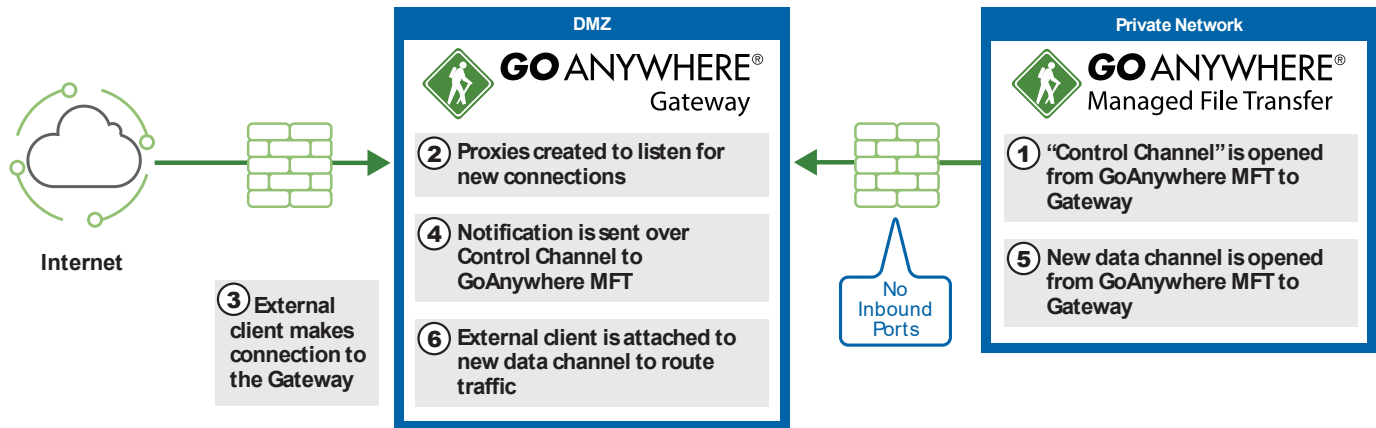 DMZ
GO ANYWHERE®
Gateway
2 Proxies created to listen for
new connections
4 Notification is sent over
Control Channel to
GoAnywhere MFT
6 External client is attached to
new data channel to route
traffic
Private Network
GO ANYWHERE®
Managed File Transfer
1 “Control Channel” is opened
from GoAnywhere MFT to
Gateway
5 New data channel is opened
from GoAnywhere MFT to
Gateway
Internet
3 External
client makes
connection to
the Gateway
No
Inbound
Ports